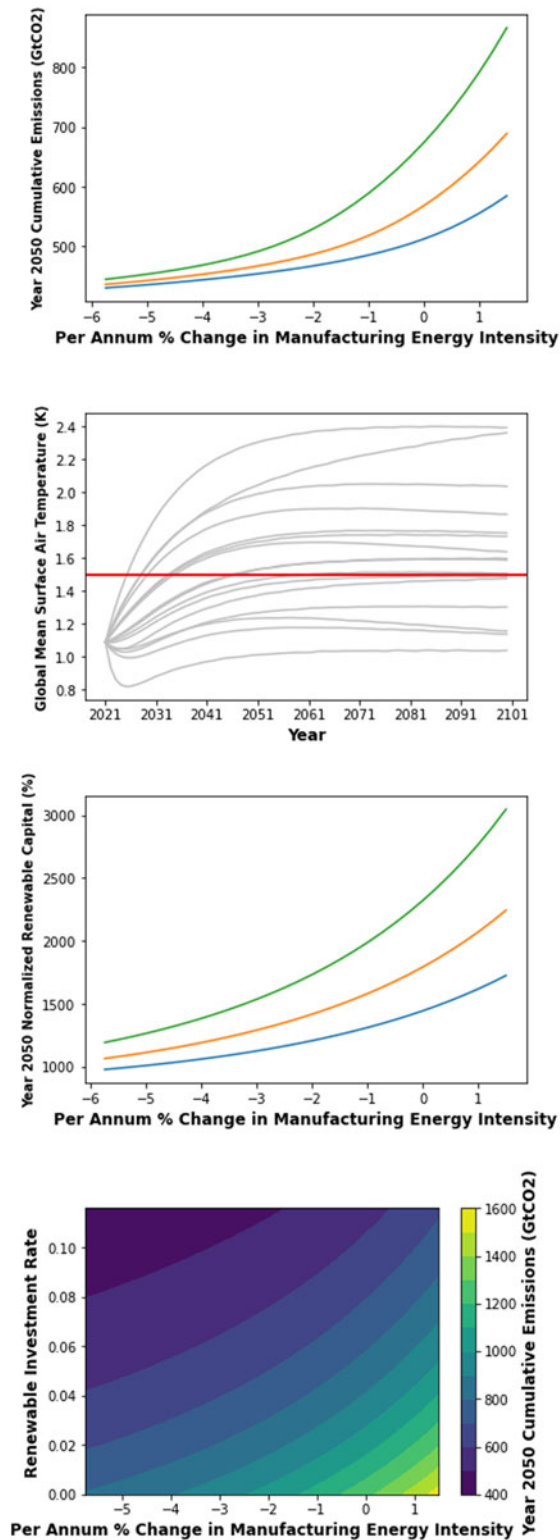 Year 2050 Cumulative Emissions (GtCO2)
800
700
600
500
−6 −5 −4 −3 −2 −1 0 1
Per Annum % Change in Manufacturing Energy Intensity
Global Mean Surface Air Temperature (K)
2.4
2.2
2.0
1.8
1.6
1.4
1.2
1.0
0.8
2021 2031 2041 2051 2061 2071 2081 2091 2101
Year
Year 2050 Normalized Renewable Capital (%)
3000
2500
2000
1500
1000
−6 −5 −4 −3 −2 −1 0 1
Per Annum % Change in Manufacturing Energy Intensity
Renewable Investment Rate
0.10
0.08
0.06
0.04
0.02
0.00
−5 −4 −3 −2 −1 0 1
Per Annum % Change in Manufacturing Energy Intensity
1600
1400
1200
1000
800
600
400
Year 2050 Cumulative Emissions (GtCO2)